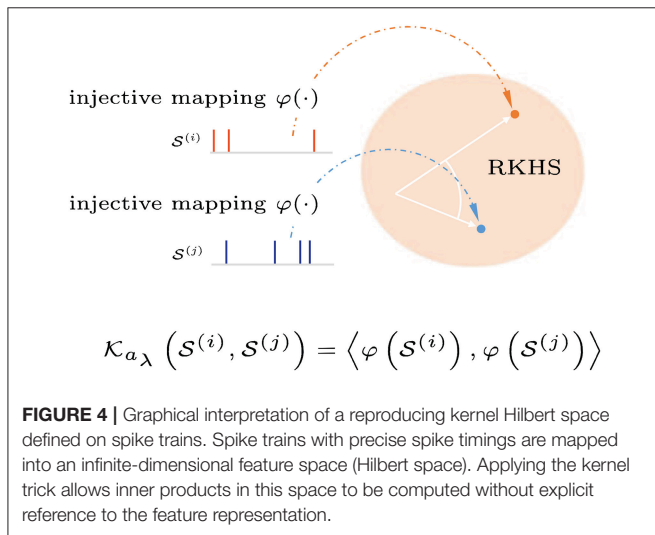 injective mapping φ(·)
𝒮⁽ⁱ⁾
RKHS
injective mapping φ(·)
𝒮⁽ʲ⁾
𝒦_{a_λ} (𝒮⁽ⁱ⁾, 𝒮⁽ʲ⁾) = ⟨φ (𝒮⁽ⁱ⁾) , φ (𝒮⁽ʲ⁾)⟩
FIGURE 4 | Graphical interpretation of a reproducing kernel Hilbert space
defined on spike trains. Spike trains with precise spike timings are mapped
into an infinite-dimensional feature space (Hilbert space). Applying the kernel
trick allows inner products in this space to be computed without explicit
reference to the feature representation.